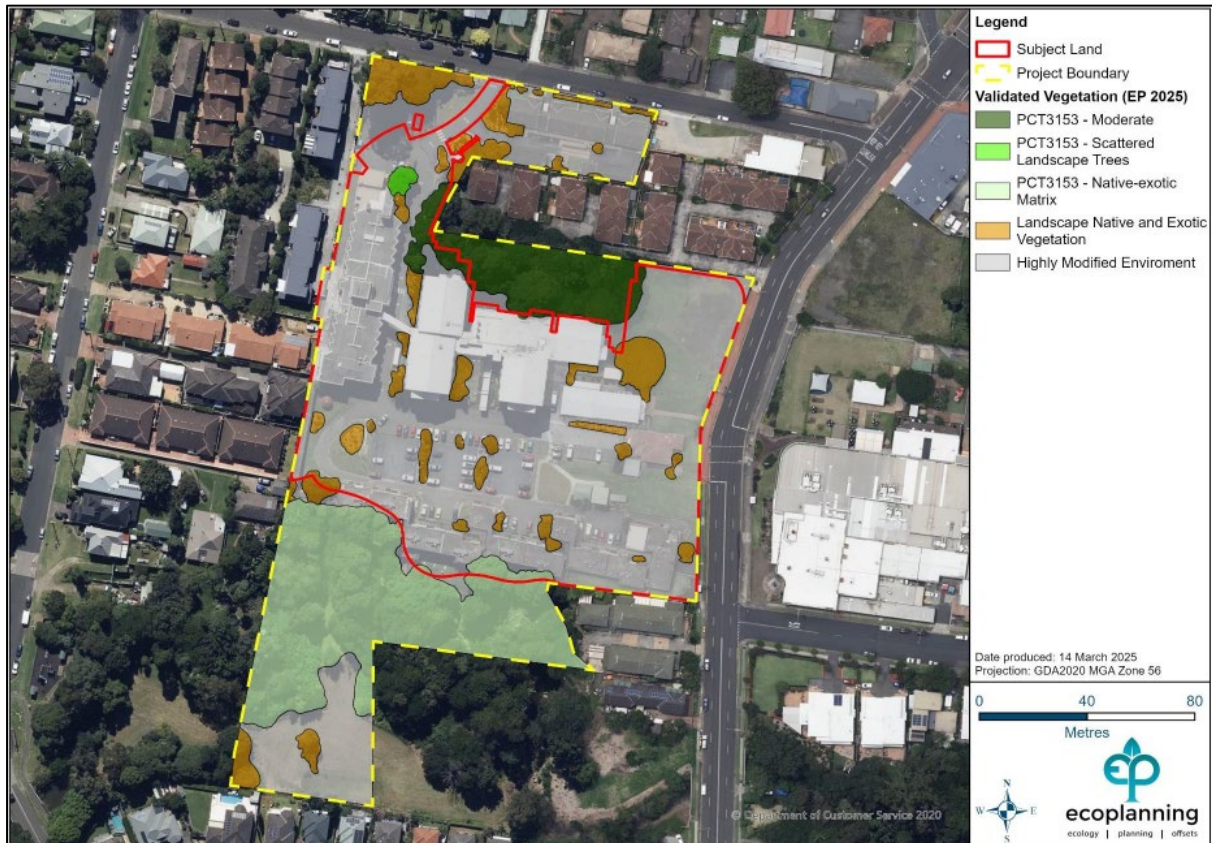 Legend
Subject Land
Project Boundary
Validated Vegetation (EP 2025)
PCT3153 - Moderate
PCT3153 - Scattered
Landscape Trees
PCT3153 - Native-exotic
Matrix
Landscape Native and Exotic
Vegetation
Highly Modified Enviroment
Date produced: 14 March 2025
Projection: GDA2020 MGA Zone 56
0 40 80
Metres
N
W E
S
ep
ecoplanning
ecology | planning | offsets
© Department of Customer Service 2020